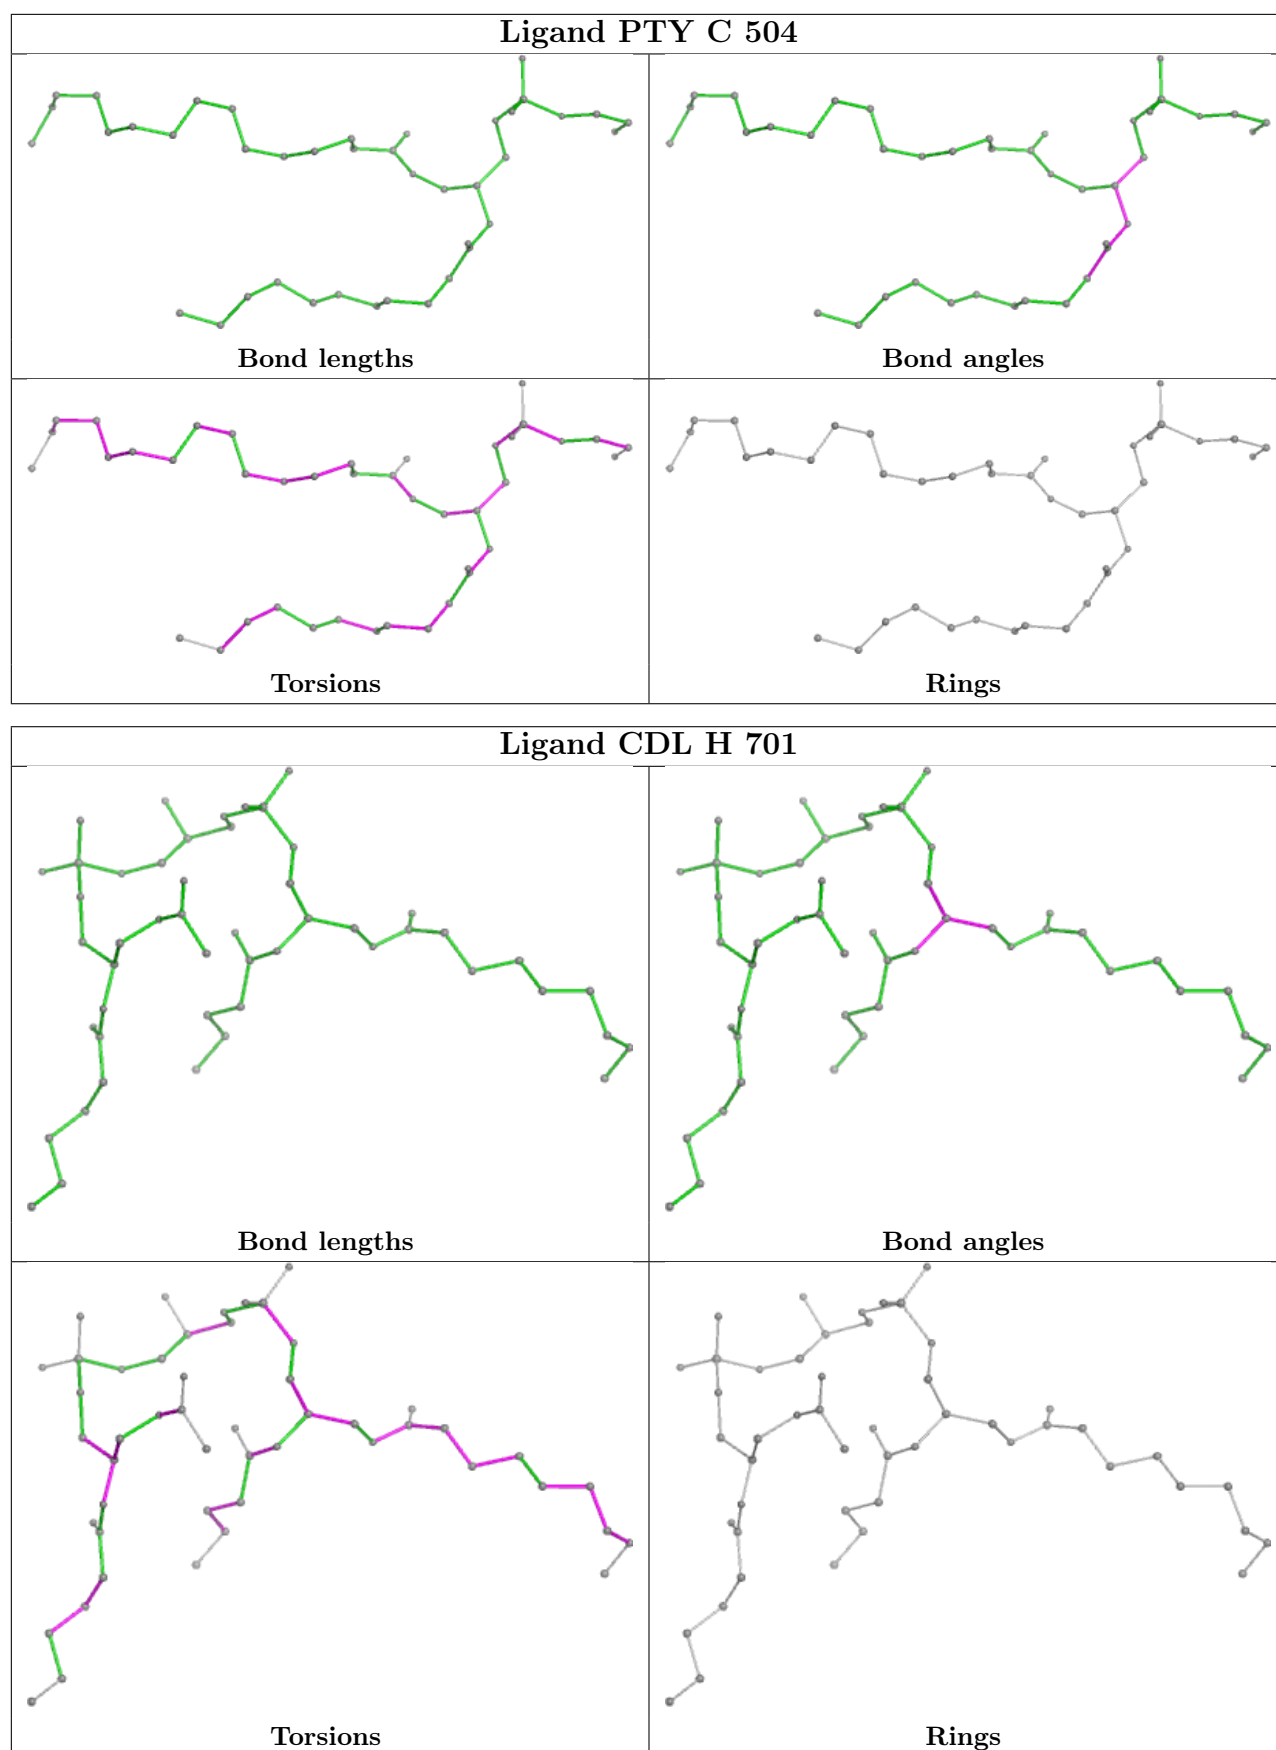 Ligand PTY C 504
Bond lengths
Bond angles
Torsions
Rings
Ligand CDL H 701
Bond lengths
Bond angles
Torsions
Rings